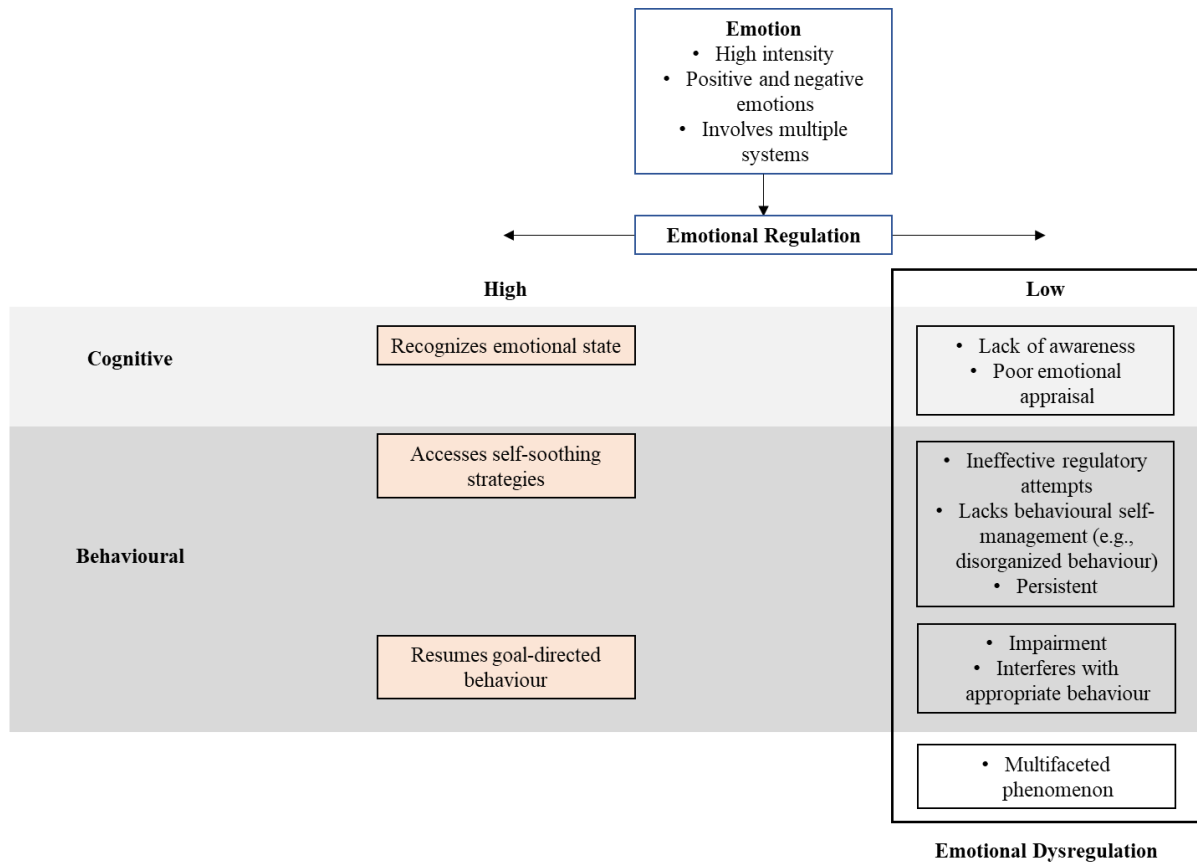 Emotion
• High intensity
• Positive and negative
emotions
• Involves multiple
systems
Emotional Regulation
High
Low
Cognitive
Recognizes emotional state
• Lack of awareness
• Poor emotional
appraisal
Behavioural
Accesses self-soothing
strategies
• Ineffective regulatory
attempts
• Lacks behavioural self-
management (e.g.,
disorganized behaviour)
• Persistent
Resumes goal-directed
behaviour
• Impairment
• Interferes with
appropriate behaviour
• Multifaceted
phenomenon
Emotional Dysregulation